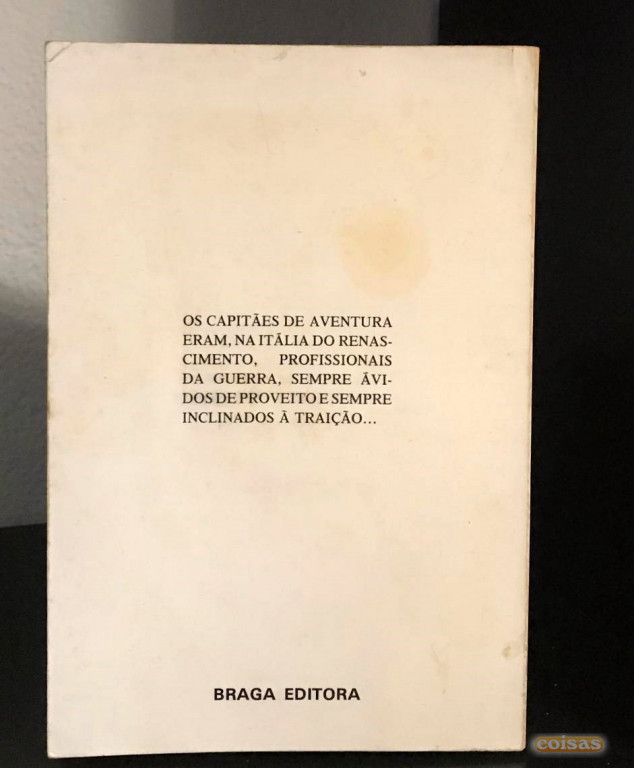 OS CAPITÃES DE AVENTURA
ERAM, NA ITÁLIA DO RENAS-
CIMENTO, PROFISSIONAIS
DA GUERRA, SEMPRE ÁVI-
DOS DE PROVEITO E SEMPRE
INCLINADOS À TRAIÇÃO...
BRAGA EDITORA
coisas